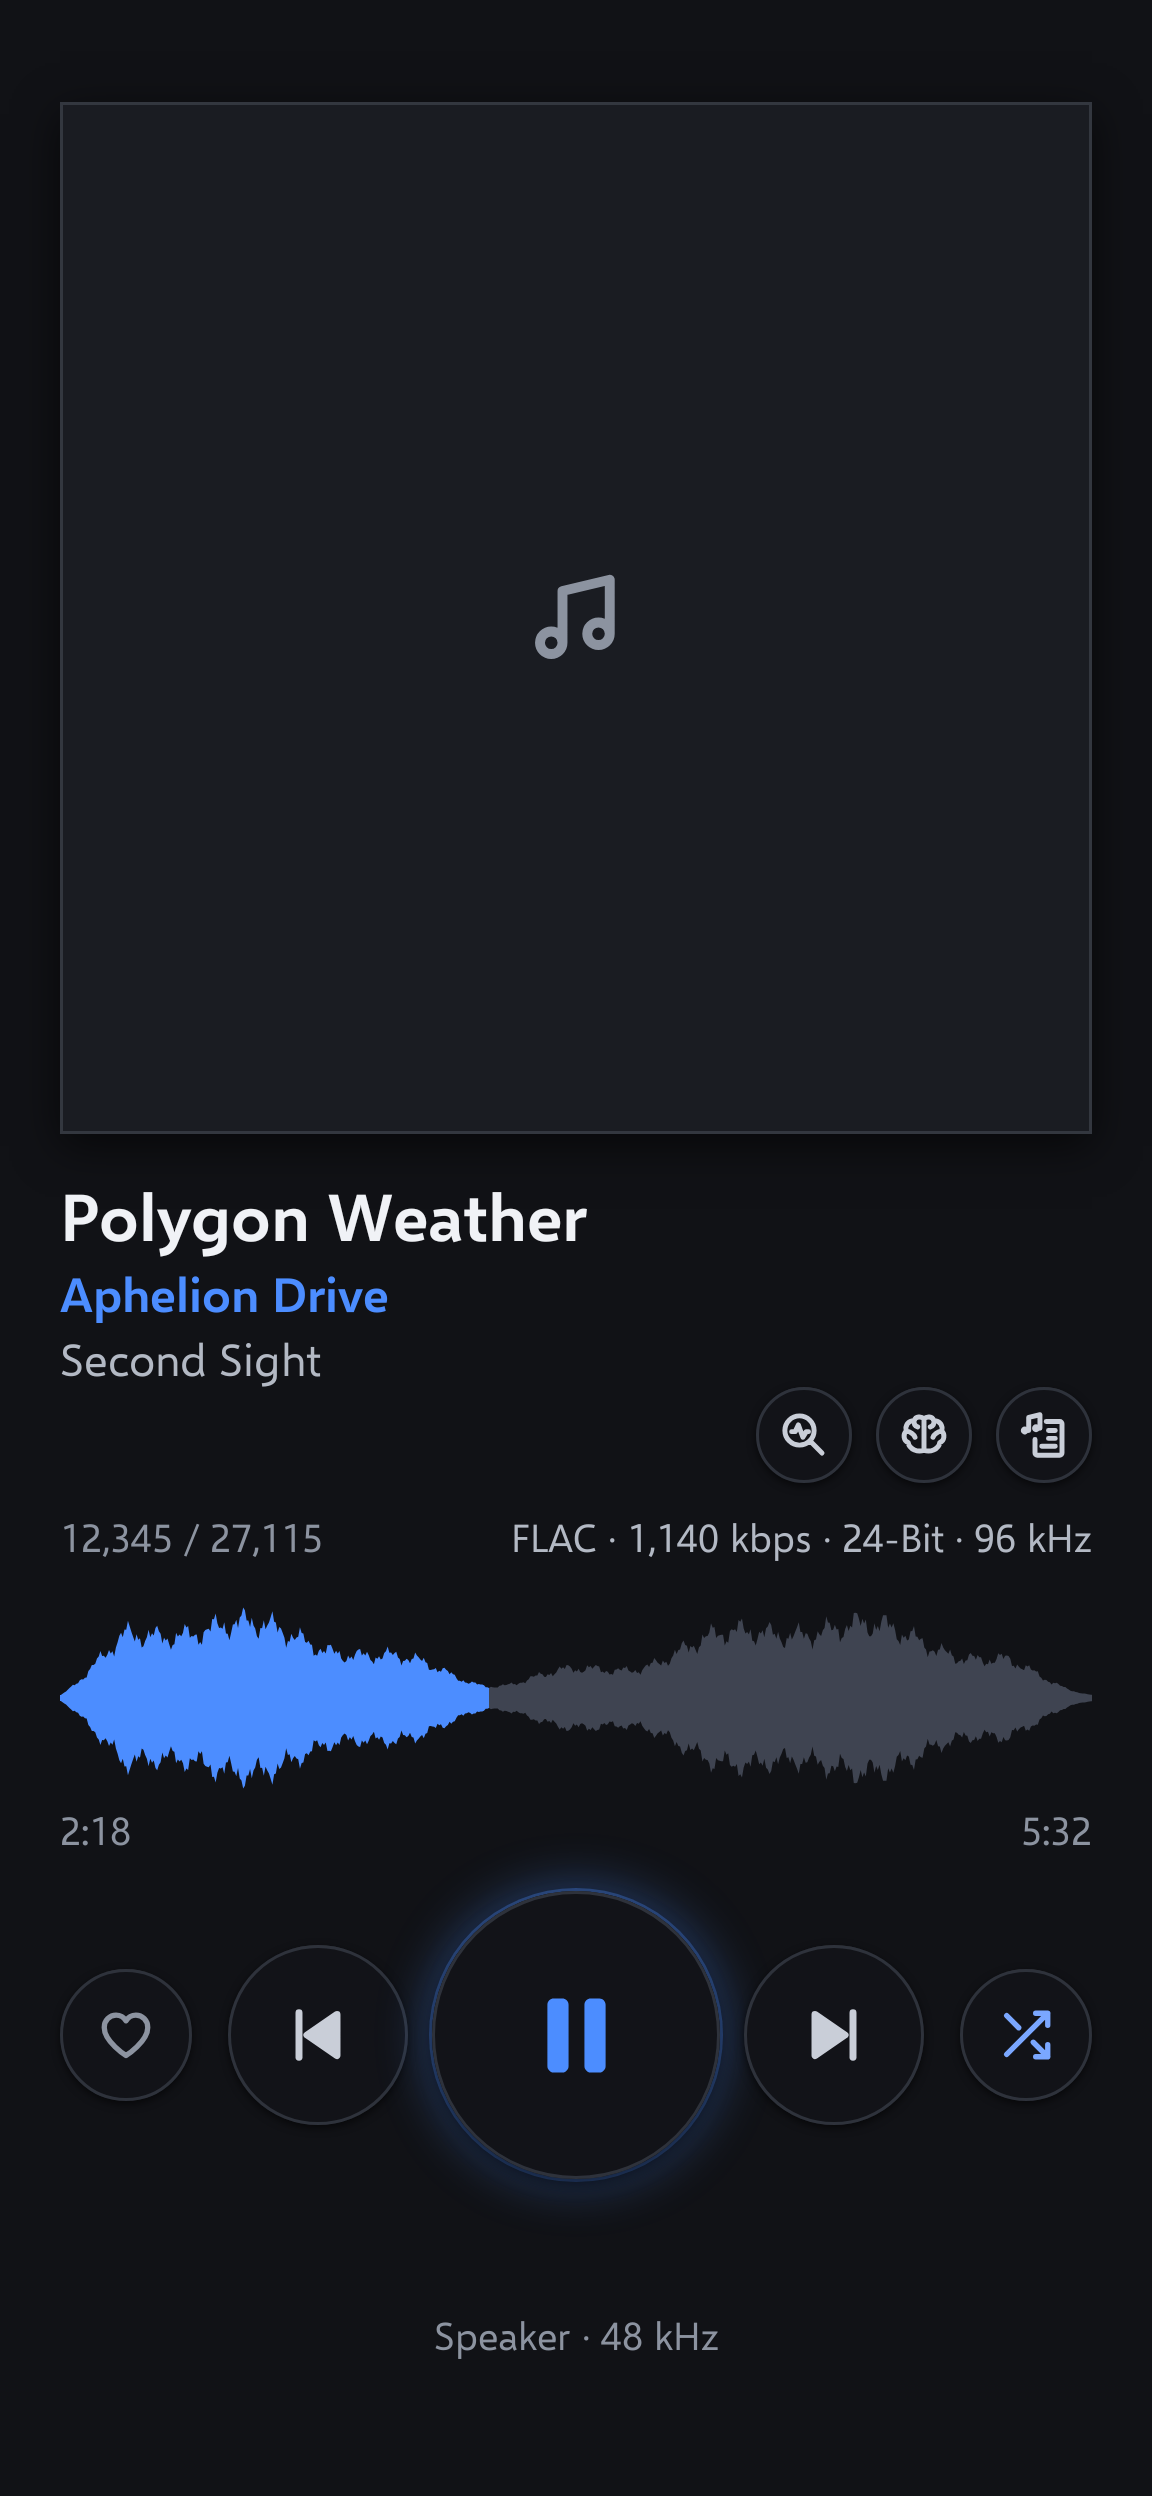 Polygon Weather
Aphelion Drive
Second Sight
12,345 / 27,115
FLAC · 1,140 kbps · 24-Bit · 96 kHz
2:18
5:32
Speaker · 48 kHz